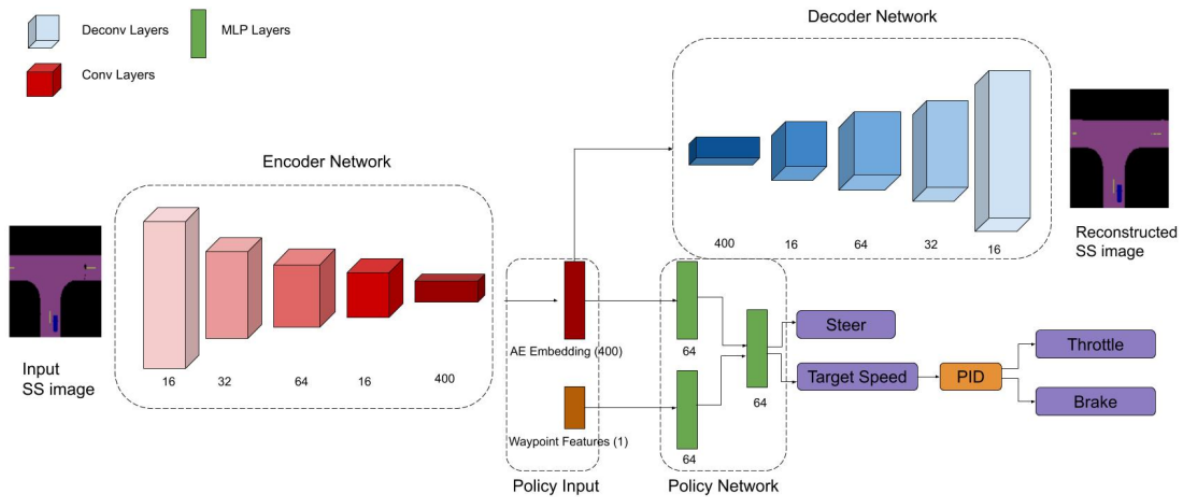 Decoder Network
Deconv Layers
MLP Layers
Conv Layers
Encoder Network
Input
SS image
16
32
64
16
400
400
16
64
32
16
Reconstructed
SS image
AE Embedding (400)
Waypoint Features (1)
Policy Input
64
64
64
Policy Network
Steer
Target Speed
PID
Throttle
Brake